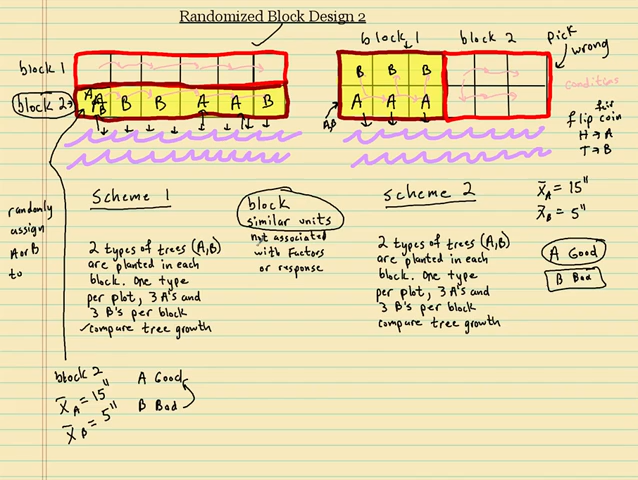 Randomized Block Design 2
block 1
block 2
A
A B B A A B
B
block 1 block 2
B B B
A A A
A,B
pick
wrong
conditions
fair
flip coin
H → A
T → B
randomly
assign
A or B
to
Scheme 1
2 types of trees (A,B)
are planted in each
block. One type
per plot, 3 A's and
3 B's per block
✓compare tree growth
block
similar units
not associated
with factors
or response
scheme 2
2 types of trees (A,B)
are planted in each
block. One type
per plot, 3 A's and
3 B's per block
compare tree growth
X̄A = 15"
X̄B = 5"
A Good
B Bad
block 2
X̄A = 15" A Good
X̄B = 5" B Bad